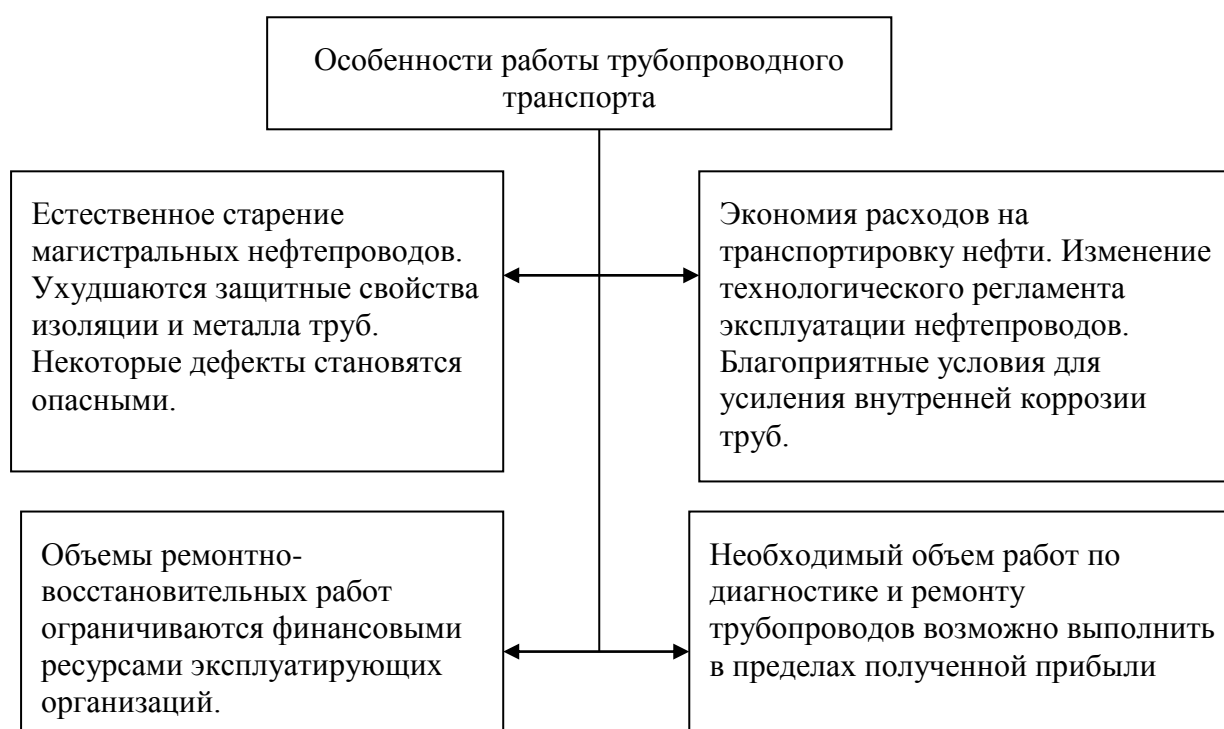 Особенности работы трубопроводного
транспорта
Естественное старение
магистральных нефтепроводов.
Ухудшаются защитные свойства
изоляции и металла труб.
Некоторые дефекты становятся
опасными.
Экономия расходов на
транспортировку нефти. Изменение
технологического регламента
эксплуатации нефтепроводов.
Благоприятные условия для
усиления внутренней коррозии
труб.
Объемы ремонтно-
восстановительных работ
ограничиваются финансовыми
ресурсами эксплуатирующих
организаций.
Необходимый объем работ по
диагностике и ремонту
трубопроводов возможно выполнить
в пределах полученной прибыли